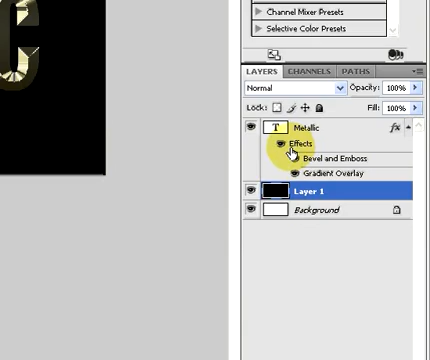 C
Channel Mixer Presets
Selective Color Presets
LAYERS CHANNELS PATHS
Normal Opacity: 100%
Lock: Fill: 100%
T Metallic fx
Effects
Bevel and Emboss
Gradient Overlay
Layer 1
Background